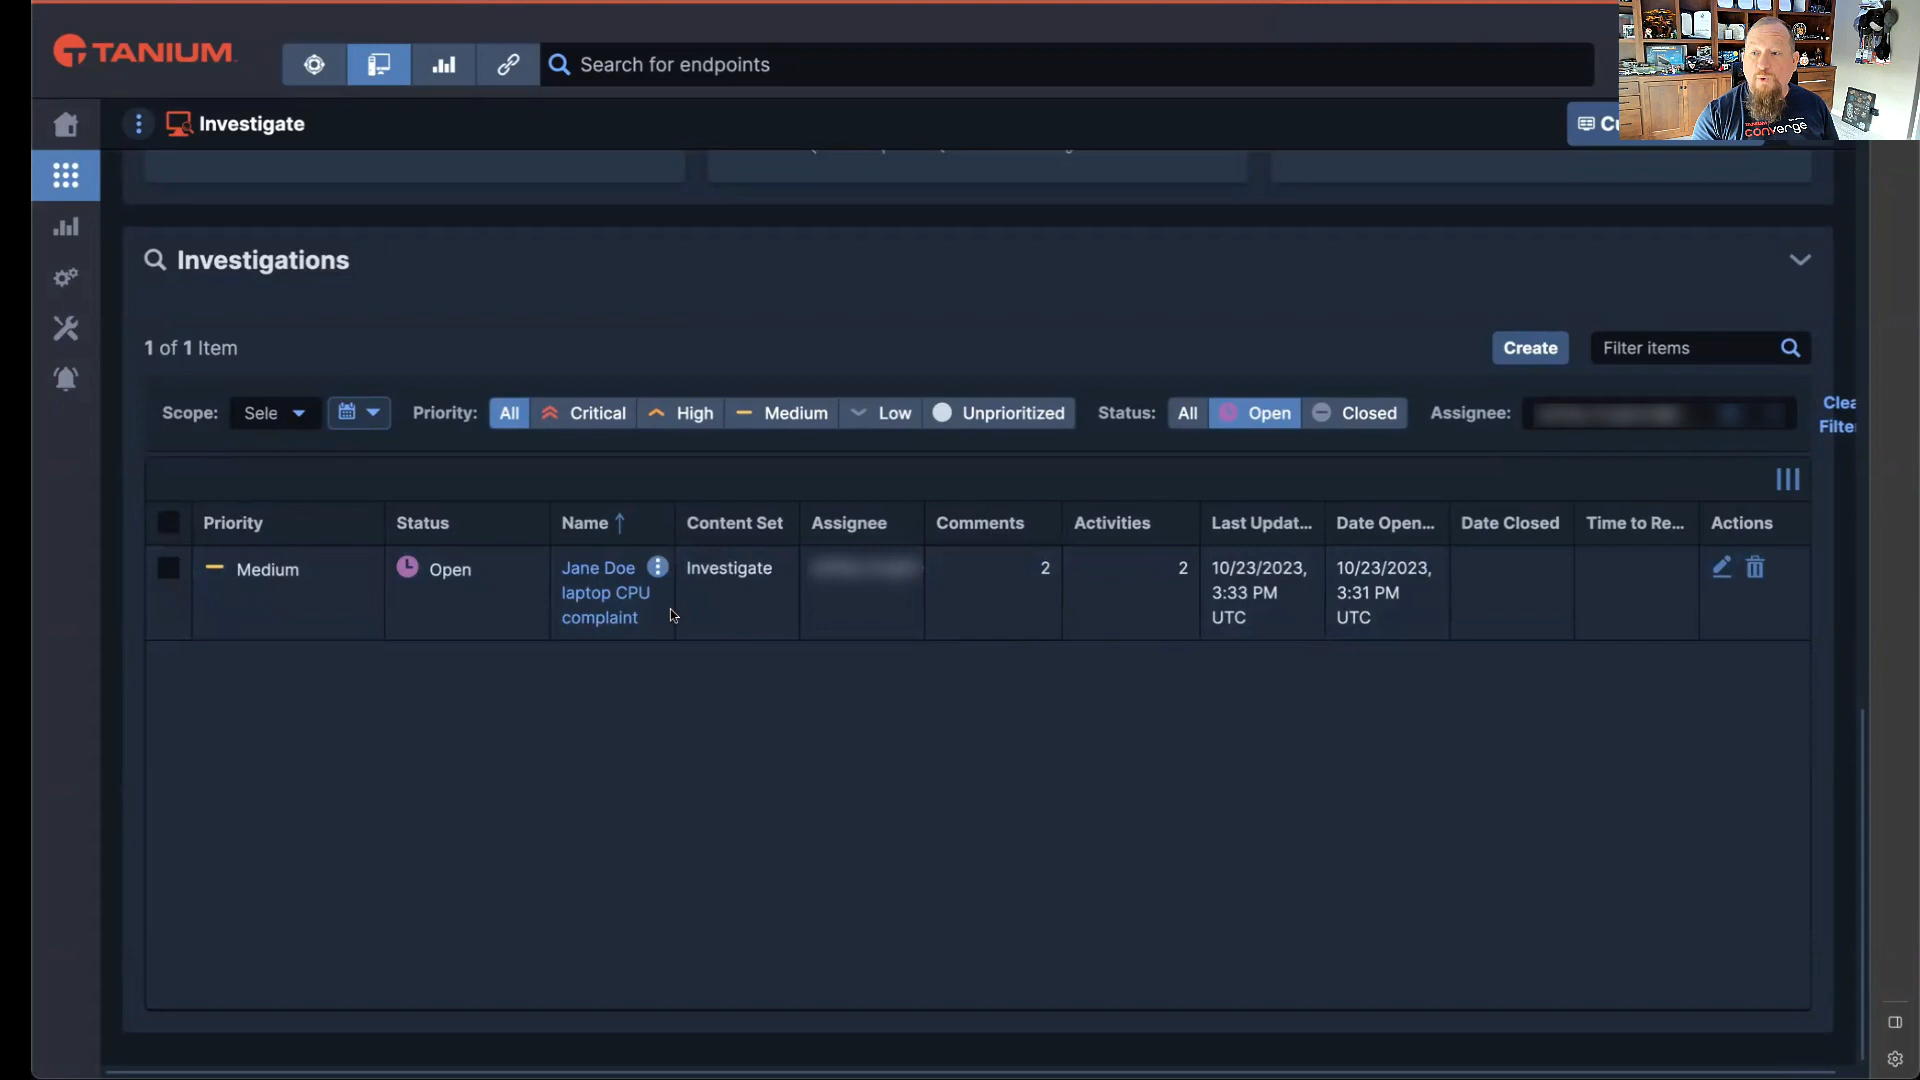 TANIUM
Search for endpoints
Investigate
TANIUM
converge
Investigations
1 of 1 Item
Create
Filter items
Scope:
Sele
Priority:
All
Critical
High
Medium
Low
Unprioritized
Status:
All
Open
Closed
Assignee:
Clea
Filte
Priority
Status
Name
Content Set
Assignee
Comments
Activities
Last Updat...
Date Open...
Date Closed
Time to Re...
Actions
Medium
Open
Jane Doe
laptop CPU
complaint
Investigate
2
2
10/23/2023,
3:33 PM
UTC
10/23/2023,
3:31 PM
UTC